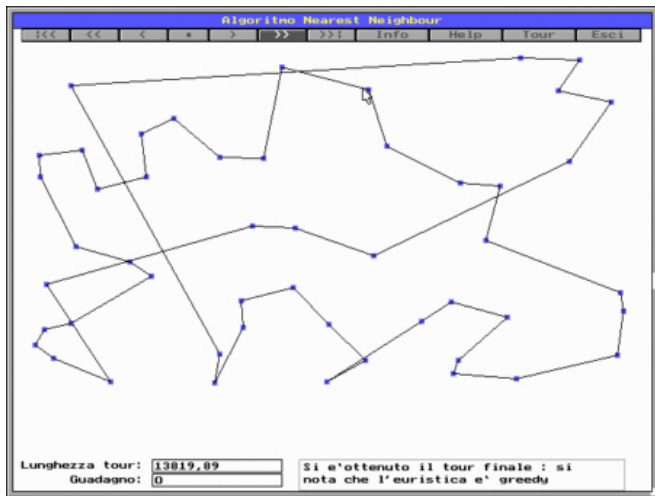 Algoritmo Nearest Neighbour
:<< << < ▪ > >> >>: Info Help Tour Esci
Lunghezza tour: 13819,89
Guadagno: 0
Si e'ottenuto il tour finale : si
nota che l'euristica e' greedy